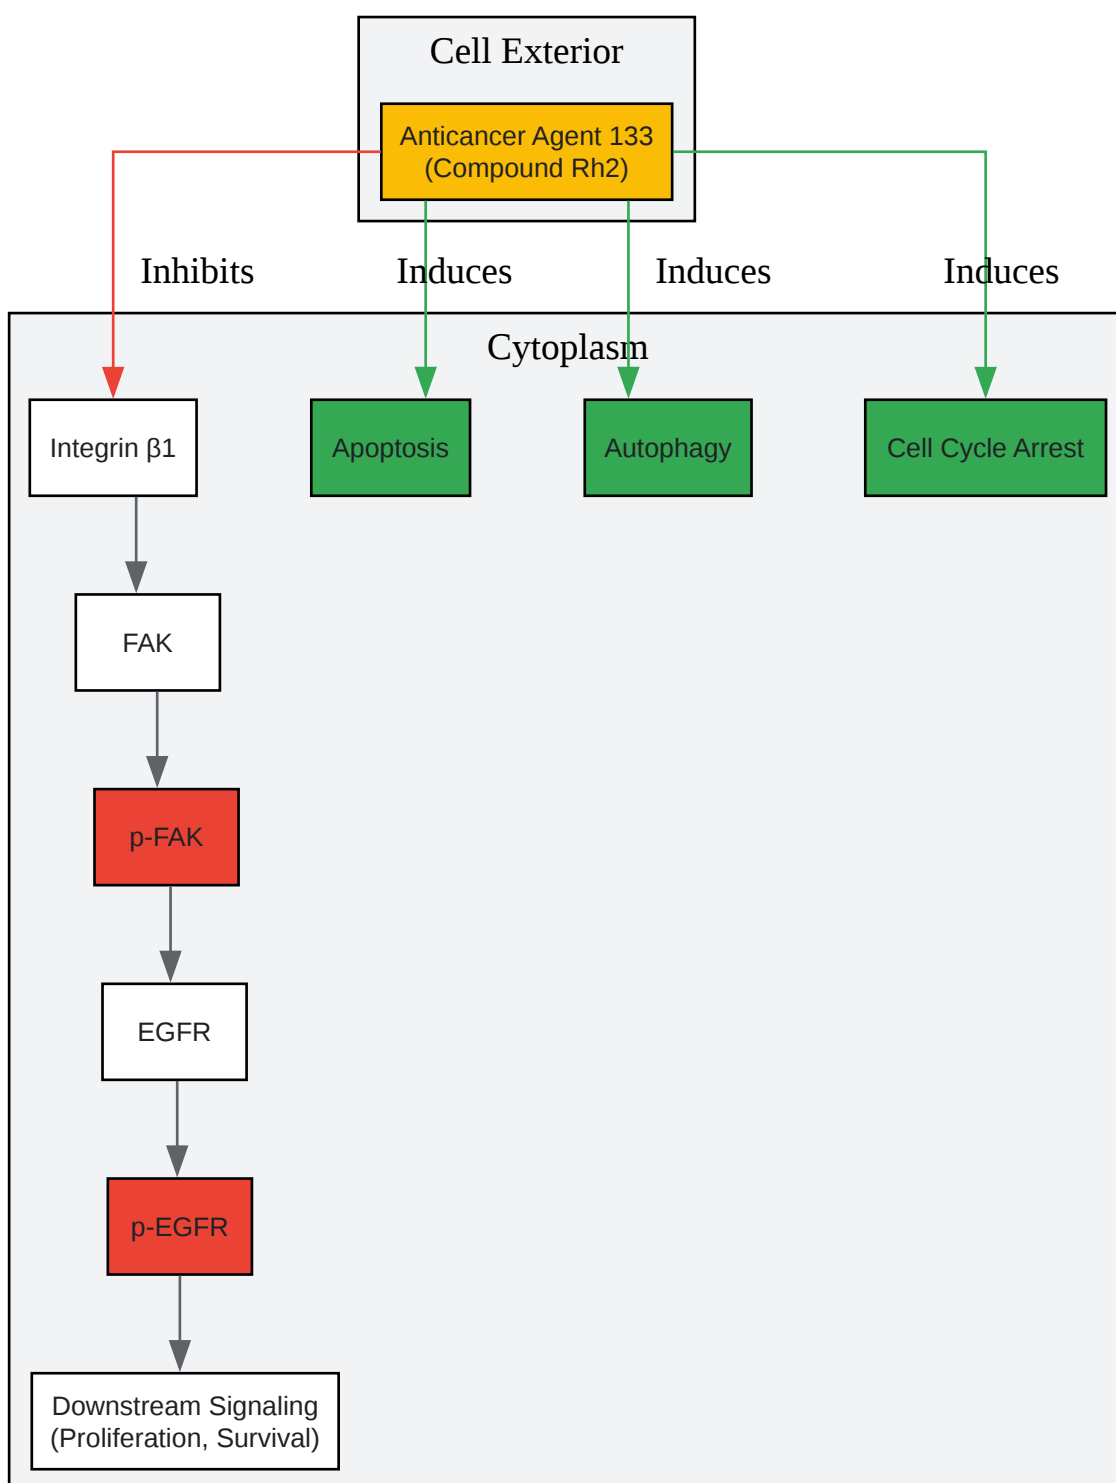 Cell Exterior
Anticancer Agent 133
(Compound Rh2)
Inhibits
Induces
Induces
Induces
Cytoplasm
Integrin β1
Apoptosis
Autophagy
Cell Cycle Arrest
FAK
p-FAK
EGFR
p-EGFR
Downstream Signaling
(Proliferation, Survival)